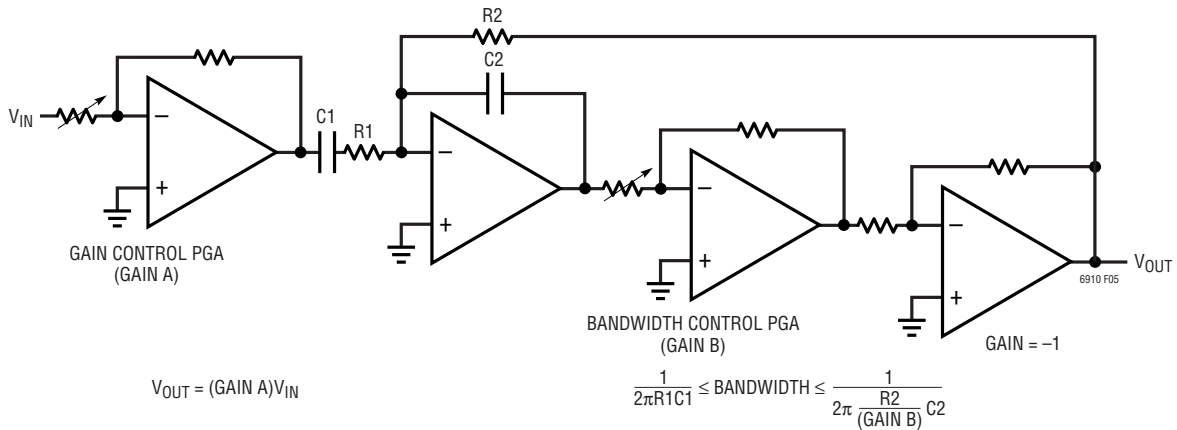 R2
C2
C1
R1
V_IN
−
+
−
+
−
+
−
+
V_OUT
6910 F05
GAIN CONTROL PGA
(GAIN A)
BANDWIDTH CONTROL PGA
(GAIN B)
GAIN = –1
V_OUT = (GAIN A)V_IN
1/(2πR1C1) ≤ BANDWIDTH ≤ 1/(2π R2/(GAIN B) C2)